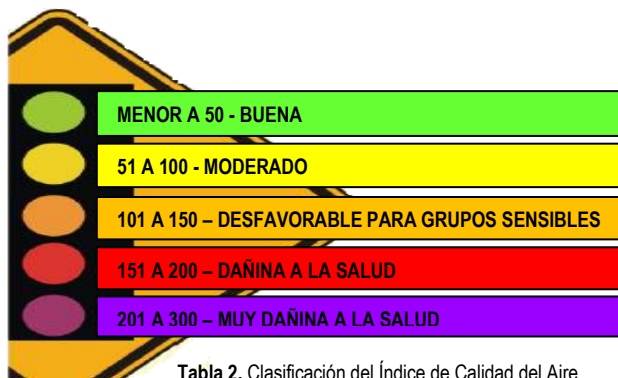 MENOR A 50 - BUENA
51 A 100 - MODERADO
101 A 150 – DESFAVORABLE PARA GRUPOS SENSIBLES
151 A 200 – DAÑINA A LA SALUD
201 A 300 – MUY DAÑINA A LA SALUD
Tabla 2. Clasificación del Índice de Calidad del Aire